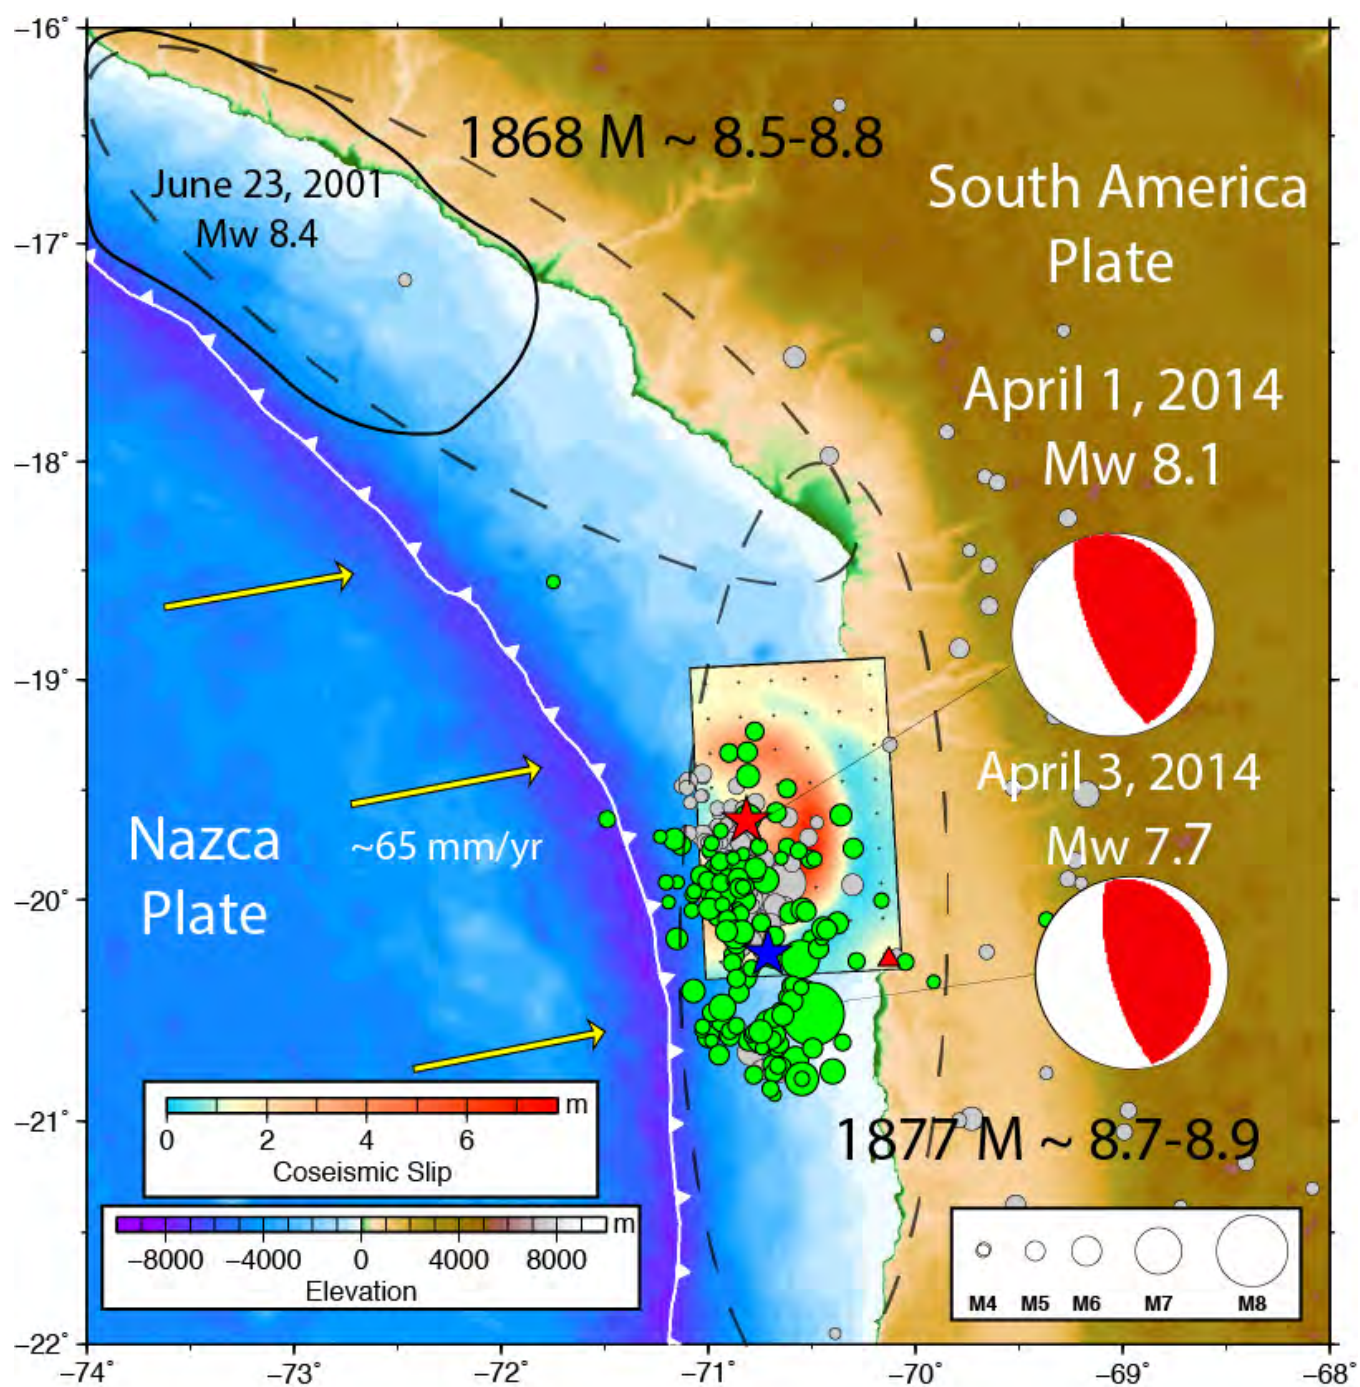 −16°
−17°
−18°
−19°
−20°
−21°
−22°
1868 M ~ 8.5-8.8
June 23, 2001
Mw 8.4
South America
Plate
April 1, 2014
Mw 8.1
April 3, 2014
Mw 7.7
Nazca
Plate
~65 mm/yr
1877 M ~ 8.7-8.9
m
0 2 4 6
Coseismic Slip
m
−8000 −4000 0 4000 8000
Elevation
M4 M5 M6 M7 M8
−74° −73° −72° −71° −70° −69° −68°